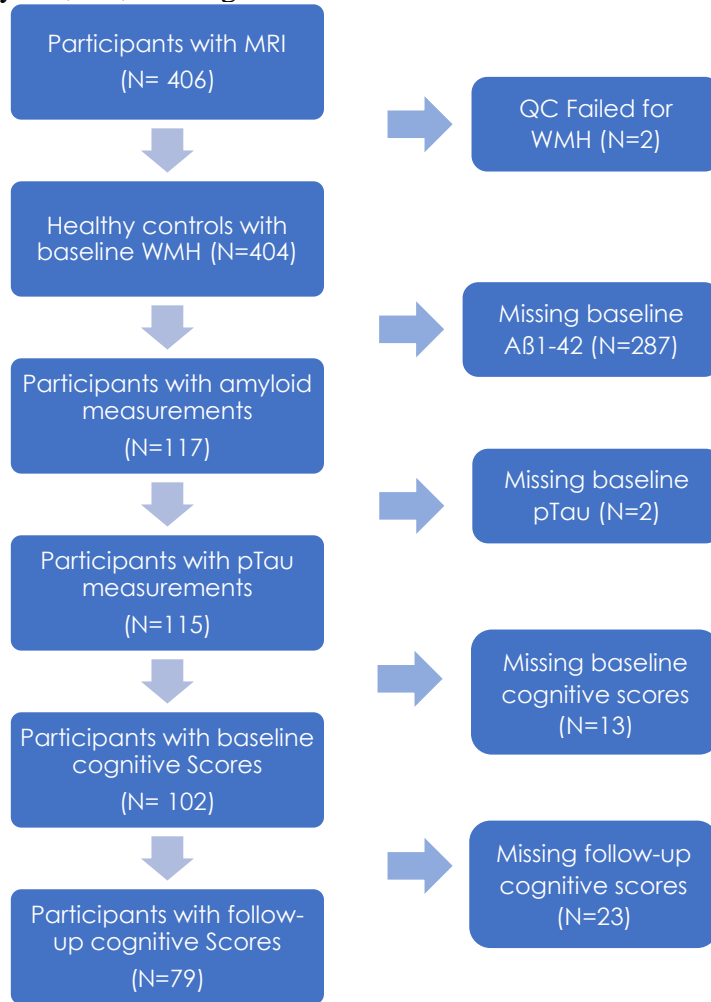 Participants with MRI
(N= 406)
QC Failed for
WMH (N=2)
Healthy controls with
baseline WMH (N=404)
Missing baseline
Aß1-42 (N=287)
Participants with amyloid
measurements
(N=117)
Missing baseline
pTau (N=2)
Participants with pTau
measurements
(N=115)
Missing baseline
cognitive scores
(N=13)
Participants with baseline
cognitive Scores
(N= 102)
Missing follow-up
cognitive scores
(N=23)
Participants with follow-
up cognitive Scores
(N=79)